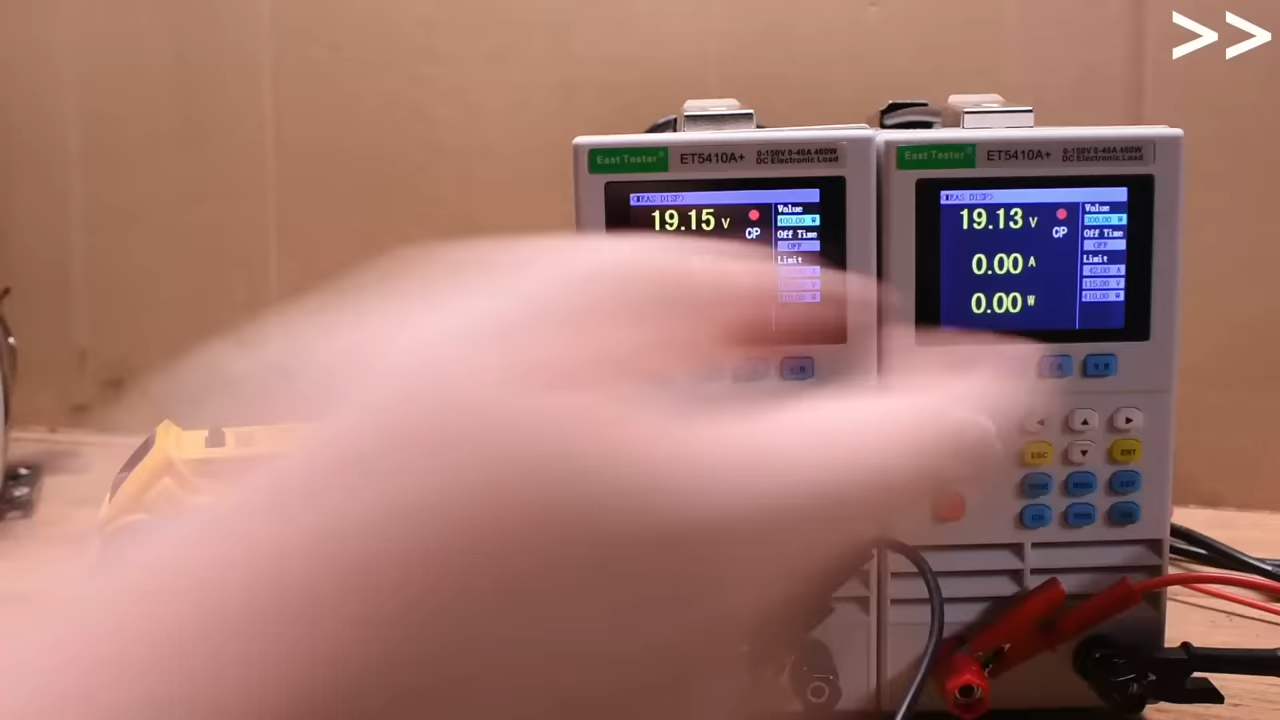 >>
East Tester®
ET5410A+
0-150V 0-40A 400W
DC Electronic Load
19.15 V
CP
Value
400.00 W
Off Time
OFF
Limit
East Tester®
ET5410A+
0-150V 0-40A 400W
DC Electronic Load
19.13 V
CP
0.00 A
0.00 W
Value
300.00 W
Off Time
OFF
Limit
42.00 A
115.00 V
410.00 W
ESC
ENT